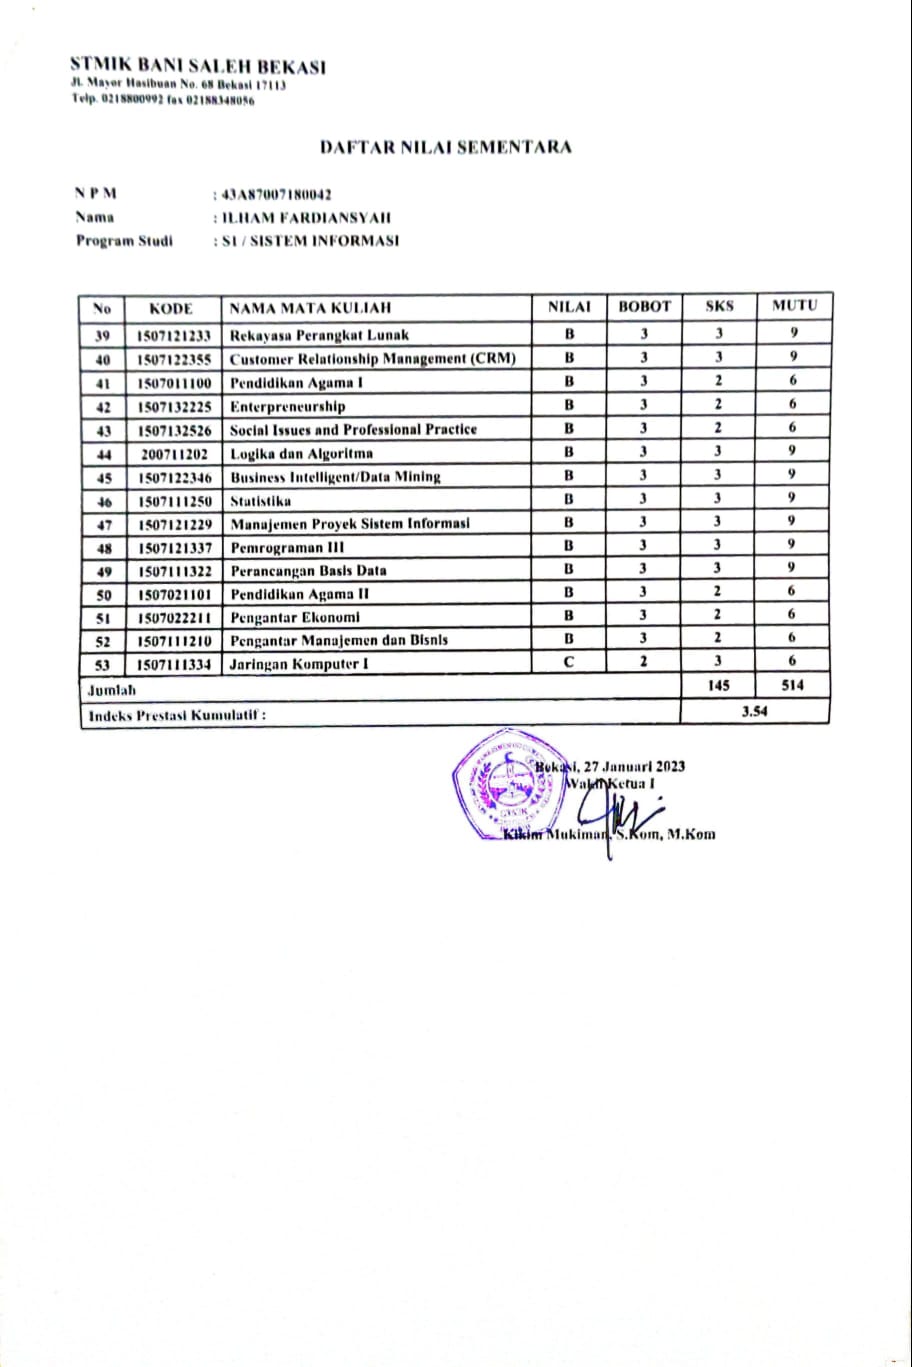 STMIK BANI SALEH BEKASI
Jl. Mayor Hasibuan No. 68 Bekasi 17113
Telp. 0218800992 fax 02188348056
DAFTAR NILAI SEMENTARA
N P M : 43A87007180042
Nama : ILHAM FARDIANSYAH
Program Studi : S1 / SISTEM INFORMASI
No KODE NAMA MATA KULIAH NILAI BOBOT SKS MUTU
39 1507121233 Rekayasa Perangkat Lunak B 3 3 9
40 1507122355 Customer Relationship Management (CRM) B 3 3 9
41 1507011100 Pendidikan Agama I B 3 2 6
42 1507132225 Enterpreneurship B 3 2 6
43 1507132526 Social Issues and Professional Practice B 3 2 6
44 200711202 Logika dan Algoritma B 3 3 9
45 1507122346 Business Intelligent/Data Mining B 3 3 9
46 1507111250 Statistika B 3 3 9
47 1507121229 Manajemen Proyek Sistem Informasi B 3 3 9
48 1507121337 Pemrograman III B 3 3 9
49 1507111322 Perancangan Basis Data B 3 3 9
50 1507021101 Pendidikan Agama II B 3 2 6
51 1507022211 Pengantar Ekonomi B 3 2 6
52 1507111210 Pengantar Manajemen dan Bisnis B 3 2 6
53 1507111334 Jaringan Komputer I C 2 3 6
Jumlah 145 514
Indeks Prestasi Kumulatif : 3.54
Bekasi, 27 Januari 2023
Wakil Ketua I
Kikim Mukiman, S.Kom, M.Kom